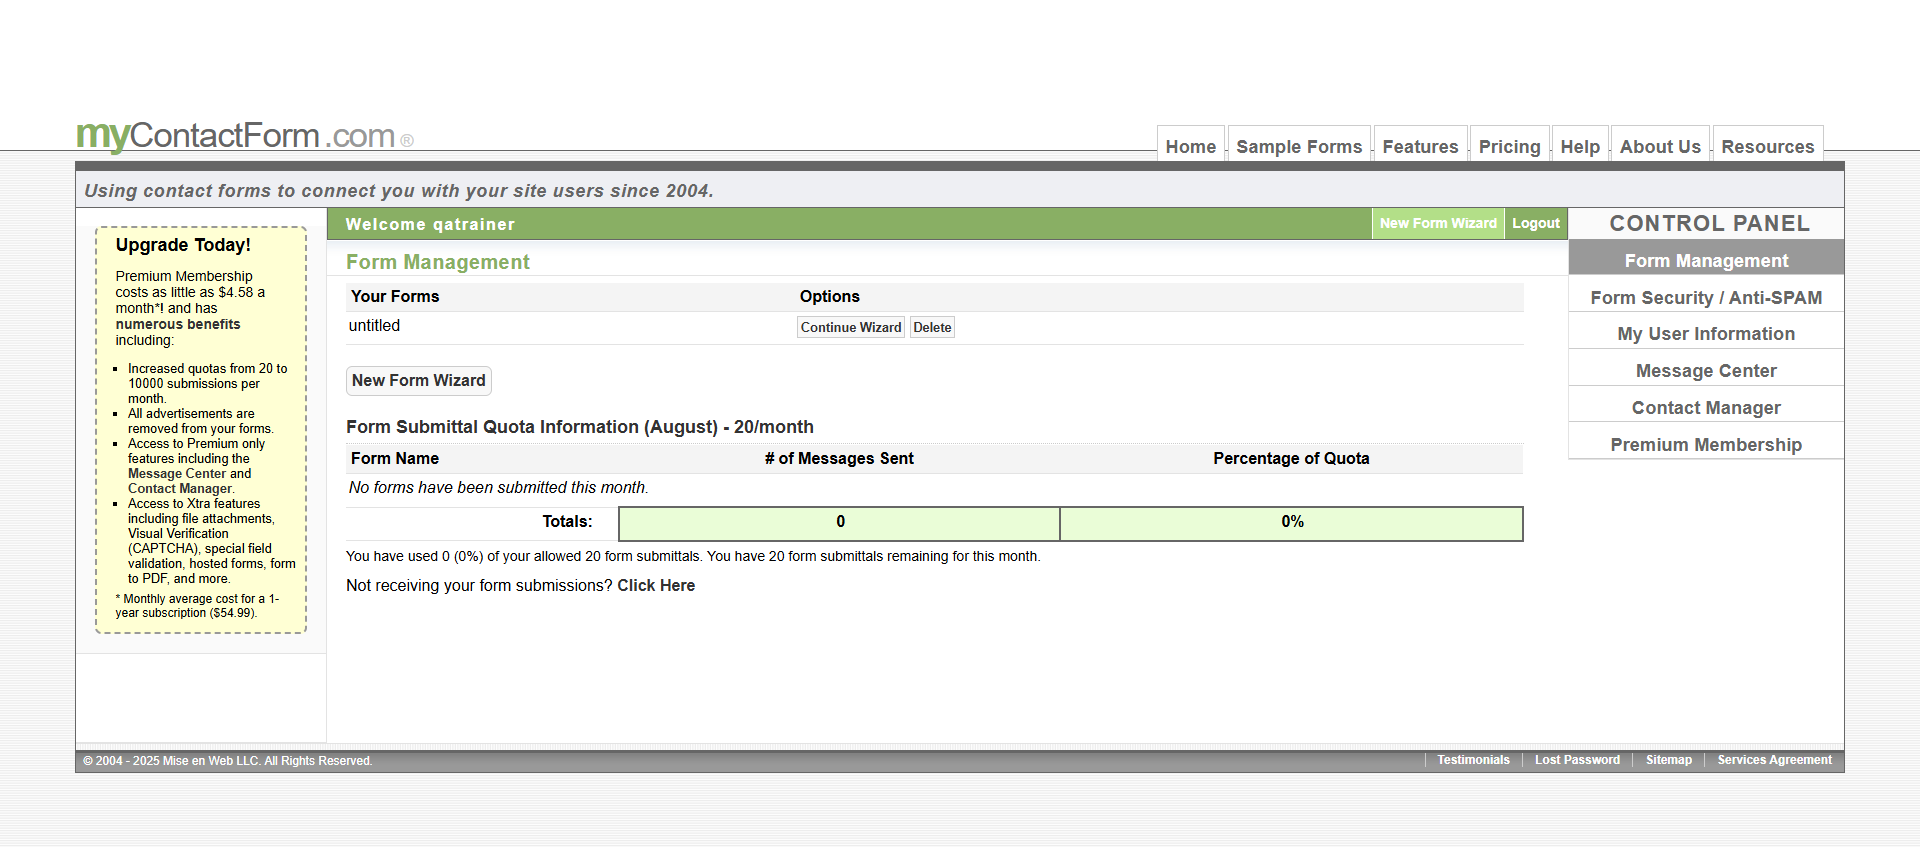 myContactForm.com®
Home
Sample Forms
Features
Pricing
Help
About Us
Resources
Using contact forms to connect you with your site users since 2004.
Upgrade Today!
Premium Membership
costs as little as $4.58 a
month*! and has
numerous benefits
including:
Increased quotas from 20 to
10000 submissions per
month.
All advertisements are
removed from your forms.
Access to Premium only
features including the
Message Center and
Contact Manager.
Access to Xtra features
including file attachments,
Visual Verification
(CAPTCHA), special field
validation, hosted forms, form
to PDF, and more.
* Monthly average cost for a 1-
year subscription ($54.99).
Welcome qatrainer
New Form Wizard
Logout
Form Management
Your Forms
Options
untitled
Continue Wizard
Delete
New Form Wizard
Form Submittal Quota Information (August) - 20/month
Form Name
# of Messages Sent
Percentage of Quota
No forms have been submitted this month.
Totals:
0
0%
You have used 0 (0%) of your allowed 20 form submittals. You have 20 form submittals remaining for this month.
Not receiving your form submissions? Click Here
CONTROL PANEL
Form Management
Form Security / Anti-SPAM
My User Information
Message Center
Contact Manager
Premium Membership
© 2004 - 2025 Mise en Web LLC. All Rights Reserved.
Testimonials
Lost Password
Sitemap
Services Agreement